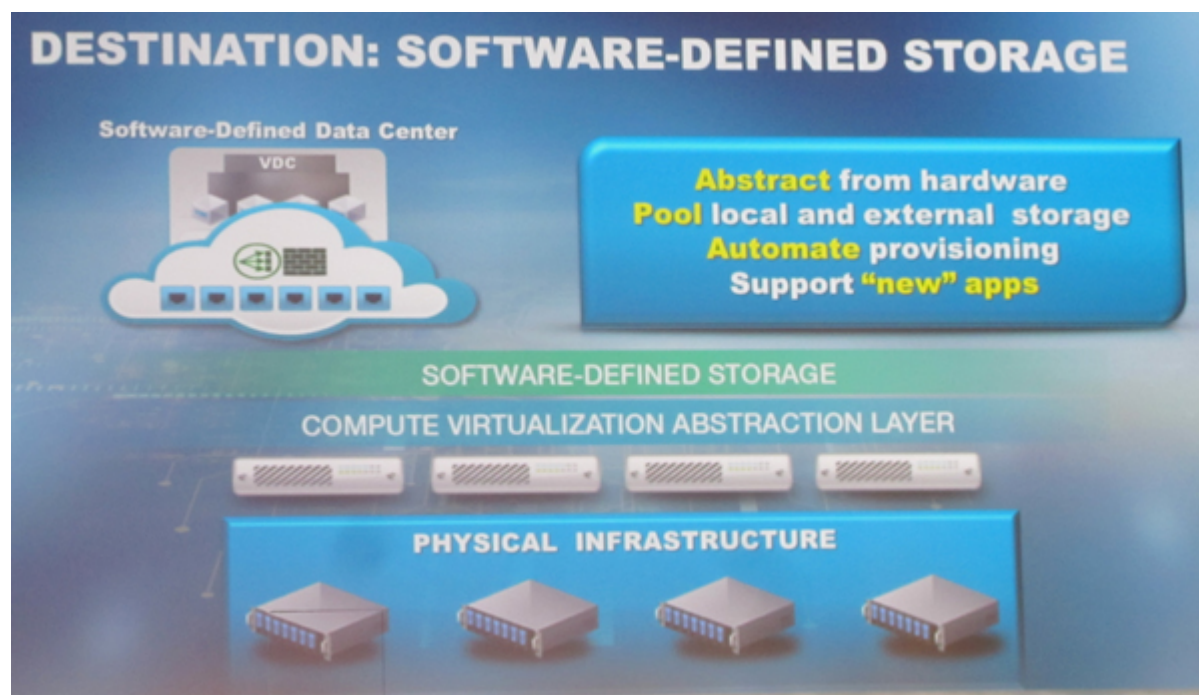 DESTINATION: SOFTWARE-DEFINED STORAGE
Software-Defined Data Center
VDC
Abstract from hardware
Pool local and external storage
Automate provisioning
Support “new” apps
SOFTWARE-DEFINED STORAGE
COMPUTE VIRTUALIZATION ABSTRACTION LAYER
PHYSICAL INFRASTRUCTURE